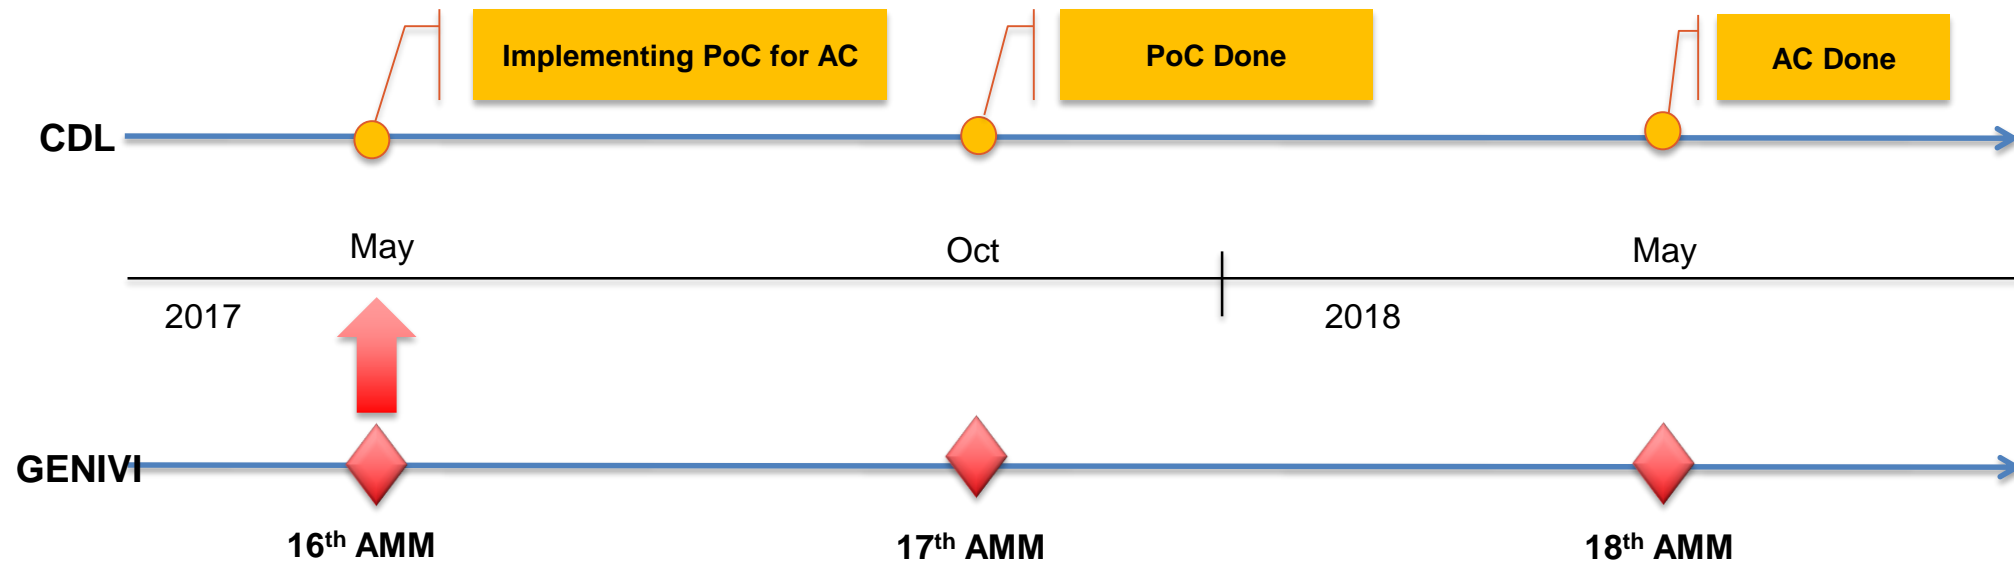 Implementing PoC for AC
PoC Done
AC Done
CDL
May
Oct
May
2017
2018
GENIVI
16th AMM
17th AMM
18th AMM